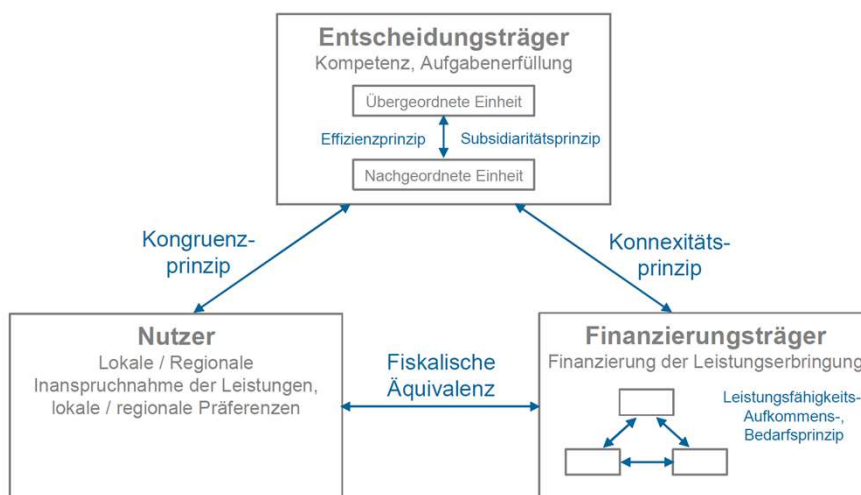 Entscheidungsträger
Kompetenz, Aufgabenerfüllung
Übergeordnete Einheit
Effizienzprinzip
Subsidiaritätsprinzip
Nachgeordnete Einheit
Kongruenz-
prinzip
Konnexitäts-
prinzip
Nutzer
Lokale / Regionale
Inanspruchnahme der Leistungen,
lokale / regionale Präferenzen
Fiskalische
Äquivalenz
Finanzierungsträger
Finanzierung der Leistungserbringung
Leistungsfähigkeits-
Aufkommens-,
Bedarfsprinzip